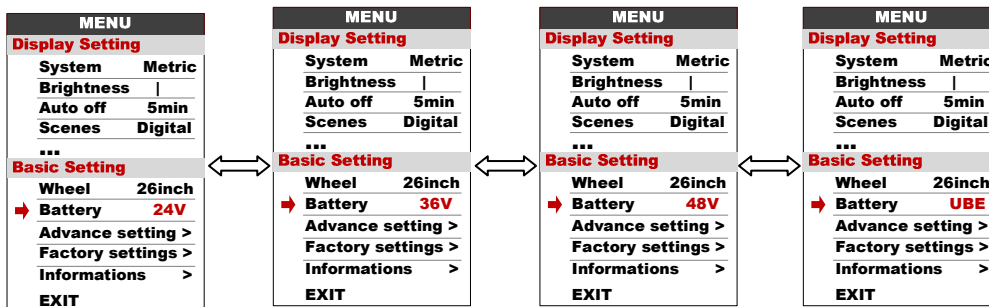 MENU
Display Setting
System Metric
Brightness |
Auto off 5min
Scenes Digital
...
Basic Setting
Wheel 26inch
Battery 24V
Advance setting >
Factory settings >
Informations >
EXIT
MENU
Display Setting
System Metric
Brightness |
Auto off 5min
Scenes Digital
...
Basic Setting
Wheel 26inch
Battery 36V
Advance setting >
Factory settings >
Informations >
EXIT
MENU
Display Setting
System Metric
Brightness |
Auto off 5min
Scenes Digital
...
Basic Setting
Wheel 26inch
Battery 48V
Advance setting >
Factory settings >
Informations >
EXIT
MENU
Display Setting
System Metric
Brightness |
Auto off 5min
Scenes Digital
...
Basic Setting
Wheel 26inch
Battery UBE
Advance setting >
Factory settings >
Informations >
EXIT